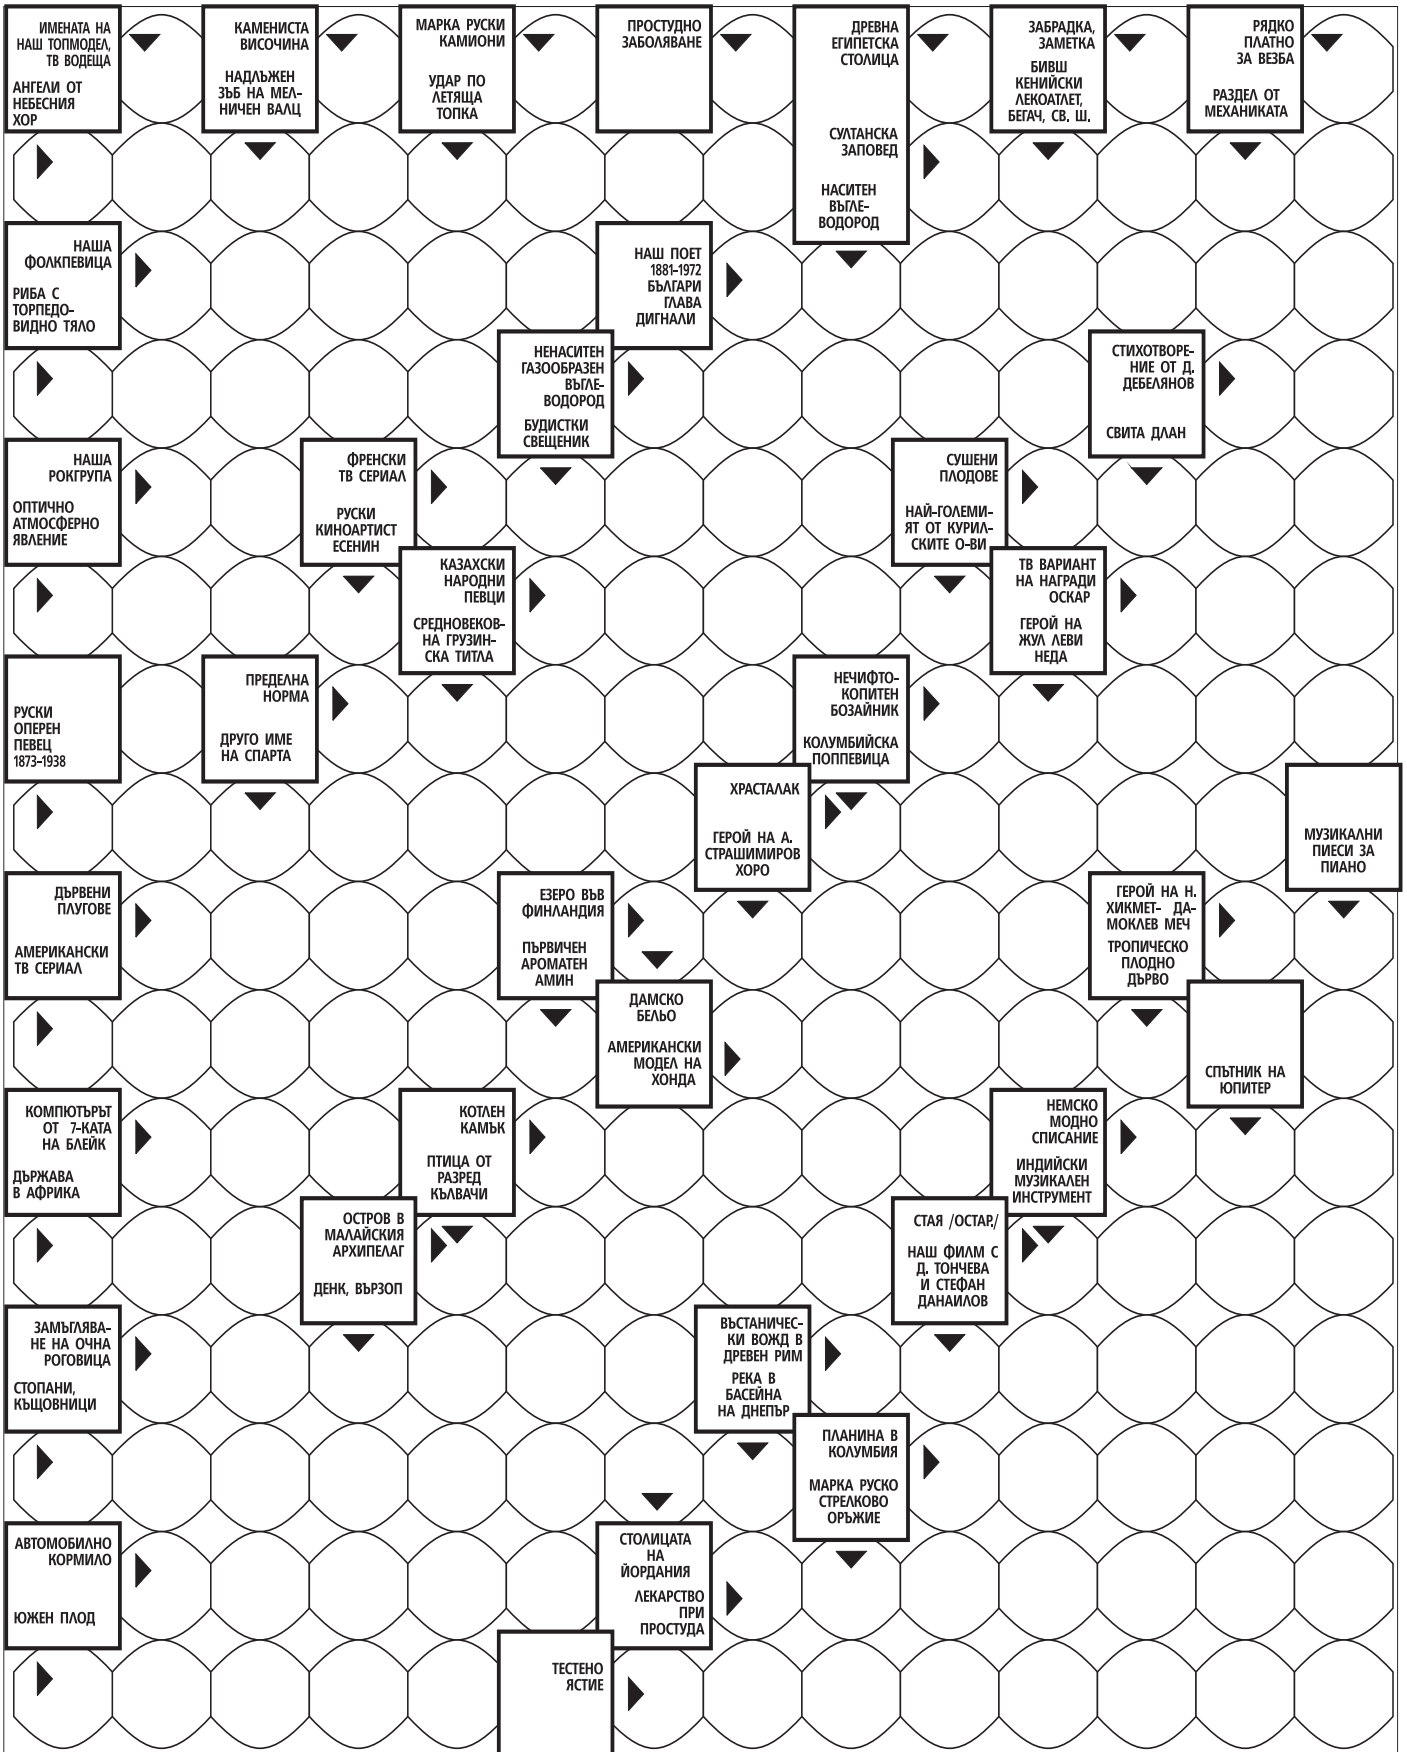 ИМЕНАТА НА
НАШ ТОПМОДЕЛ,
ТВ ВОДЕЩА
АНГЕЛИ ОТ
НЕБЕСНИЯ
ХОР
КАМЕНИСТА
ВИСОЧИНА
НАДЛЪЖЕН
ЗЪБ НА МЕЛ-
НИЧЕН ВАЛЦ
МАРКА РУСКИ
КАМИОНИ
УДАР ПО
ЛЕТЯЩА
ТОПКА
ПРОСТУДНО
ЗАБОЛЯВАНЕ
ДРЕВНА
ЕГИПЕТСКА
СТОЛИЦА
СУЛТАНСКА
ЗАПОВЕД
НАСИТЕН
ВЪГЛЕ-
ВОДОРОД
ЗАБРАДКА,
ЗАМЕТКА
БИВШ
КЕНИЙСКИ
ЛЕКОАТЛЕТ,
БЕГАЧ, СВ. Ш.
РЯДКО
ПЛАТНО
ЗА ВЕЗБА
РАЗДЕЛ ОТ
МЕХАНИКАТА
НАША
ФОЛКПЕВИЦА
РИБА С
ТОРПЕДО-
ВИДНО ТЯЛО
НАШ ПОЕТ
1881-1972
БЪЛГАРИ
ГЛАВА
ДИГНАЛИ
НЕНАСИТЕН
ГАЗООБРАЗЕН
ВЪГЛЕ-
ВОДОРОД
БУДИСТКИ
СВЕЩЕНИК
СТИХОТВОРЕ-
НИЕ ОТ Д.
ДЕБЕЛЯНОВ
СВИТА ДЛАН
НАША
РОКГРУПА
ОПТИЧНО
АТМОСФЕРНО
ЯВЛЕНИЕ
ФРЕНСКИ
ТВ СЕРИАЛ
РУСКИ
КИНОАРТИСТ
ЕСЕНИН
СУШЕНИ
ПЛОДОВЕ
НАЙ-ГОЛЕМИ-
ЯТ ОТ КУРИЛ-
СКИТЕ О-ВИ
КАЗАХСКИ
НАРОДНИ
ПЕВЦИ
СРЕДНОВЕКОВ-
НА ГРУЗИН-
СКА ТИТЛА
ТВ ВАРИАНТ
НА НАГРАДИ
ОСКАР
ГЕРОЙ НА
ЖУЛ ЛЕВИ
НЕДА
РУСКИ
ОПЕРЕН
ПЕВЕЦ
1873-1938
ПРЕДЕЛНА
НОРМА
ДРУГО ИМЕ
НА СПАРТА
НЕЧИФТО-
КОПИТЕН
БОЗАЙНИК
КОЛУМБИЙСКА
ПОППЕВИЦА
ХРАСТАЛАК
ГЕРОЙ НА А.
СТРАШИМИРОВ
ХОРО
МУЗИКАЛНИ
ПИЕСИ ЗА
ПИАНО
ДЪРВЕНИ
ПЛУГОВЕ
АМЕРИКАНСКИ
ТВ СЕРИАЛ
ЕЗЕРО ВЪВ
ФИНЛАНДИЯ
ПЪРВИЧЕН
АРОМАТЕН
АМИН
ГЕРОЙ НА Н.
ХИКМЕТ- ДА-
МОКЛЕВ МЕЧ
ТРОПИЧЕСКО
ПЛОДНО
ДЪРВО
ДАМСКО
БЕЛЬО
АМЕРИКАНСКИ
МОДЕЛ НА
ХОНДА
СПЪТНИК НА
ЮПИТЕР
КОМПЮТЪРЪТ
ОТ 7-КАТА
НА БЛЕЙК
ДЪРЖАВА
В АФРИКА
КОТЛЕН
КАМЪК
ПТИЦА ОТ
РАЗРЕД
КЪЛВАЧИ
НЕМСКО
МОДНО
СПИСАНИЕ
ИНДИЙСКИ
МУЗИКАЛЕН
ИНСТРУМЕНТ
ОСТРОВ В
МАЛАЙСКИЯ
АРХИПЕЛАГ
ДЕНК, ВЪРЗОП
СТАЯ /ОСТАР./
НАШ ФИЛМ С
Д. ТОНЧЕВА
И СТЕФАН
ДАНАИЛОВ
ЗАМЪГЛЯВА-
НЕ НА ОЧНА
РОГОВИЦА
СТОПАНИ,
КЪЩОВНИЦИ
ВЪСТАНИЧЕС-
КИ ВОЖД В
ДРЕВЕН РИМ
РЕКА В
БАСЕЙНА
НА ДНЕПЪР
ПЛАНИНА В
КОЛУМБИЯ
МАРКА РУСКО
СТРЕЛКОВО
ОРЪЖИЕ
АВТОМОБИЛНО
КОРМИЛО
ЮЖЕН ПЛОД
СТОЛИЦАТА
НА
ЙОРДАНИЯ
ЛЕКАРСТВО
ПРИ
ПРОСТУДА
ТЕСТЕНО
ЯСТИЕ